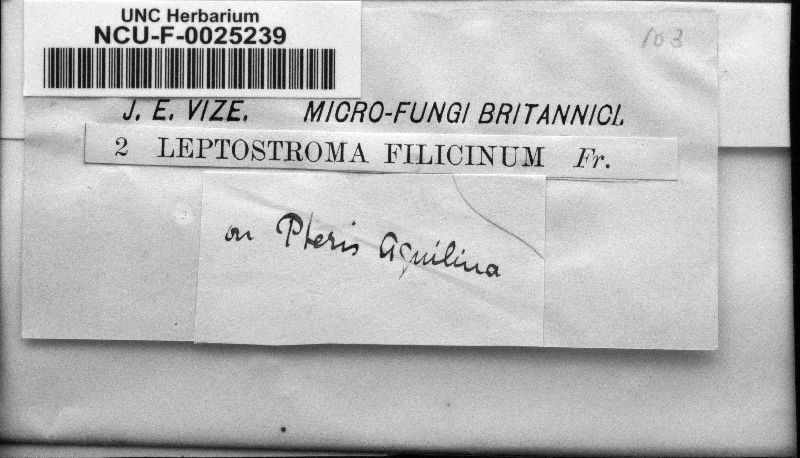 UNC Herbarium
NCU-F-0025239
103
J. E. VIZE. MICRO-FUNGI BRITANNICI.
2 LEPTOSTROMA FILICINUM Fr.
on Pteris Aquilina